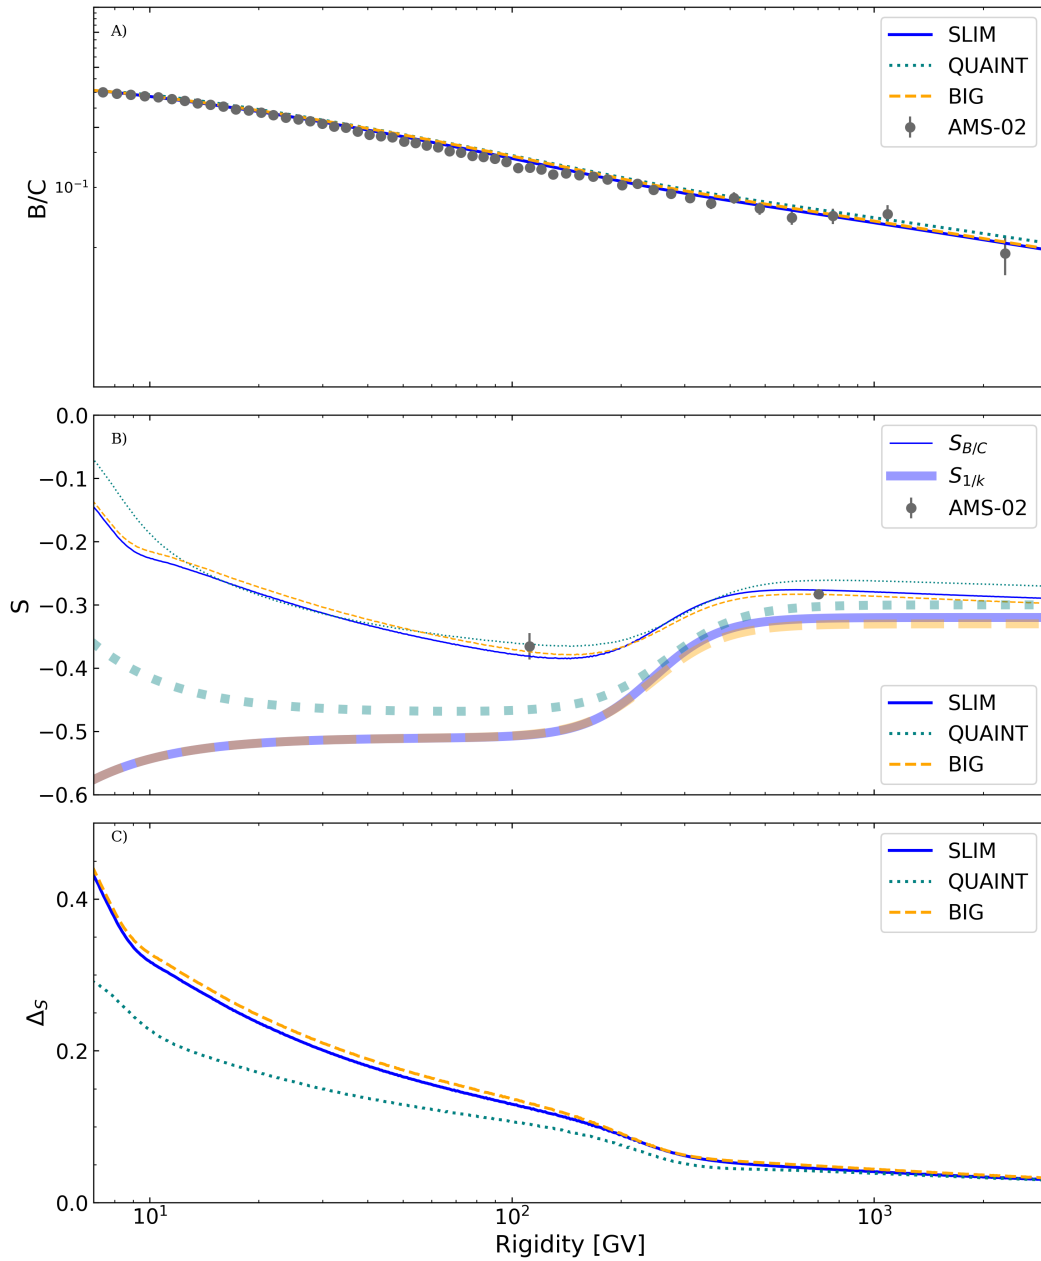 A)
SLIM
QUAINT
BIG
AMS-02
B/C
10⁻¹
B)
0.0
−0.1
−0.2
−0.3
−0.4
−0.5
−0.6
S
S_{B/C}
S_{1/k}
AMS-02
SLIM
QUAINT
BIG
C)
SLIM
QUAINT
BIG
0.4
0.2
0.0
Δ_S
10¹
10²
10³
Rigidity [GV]